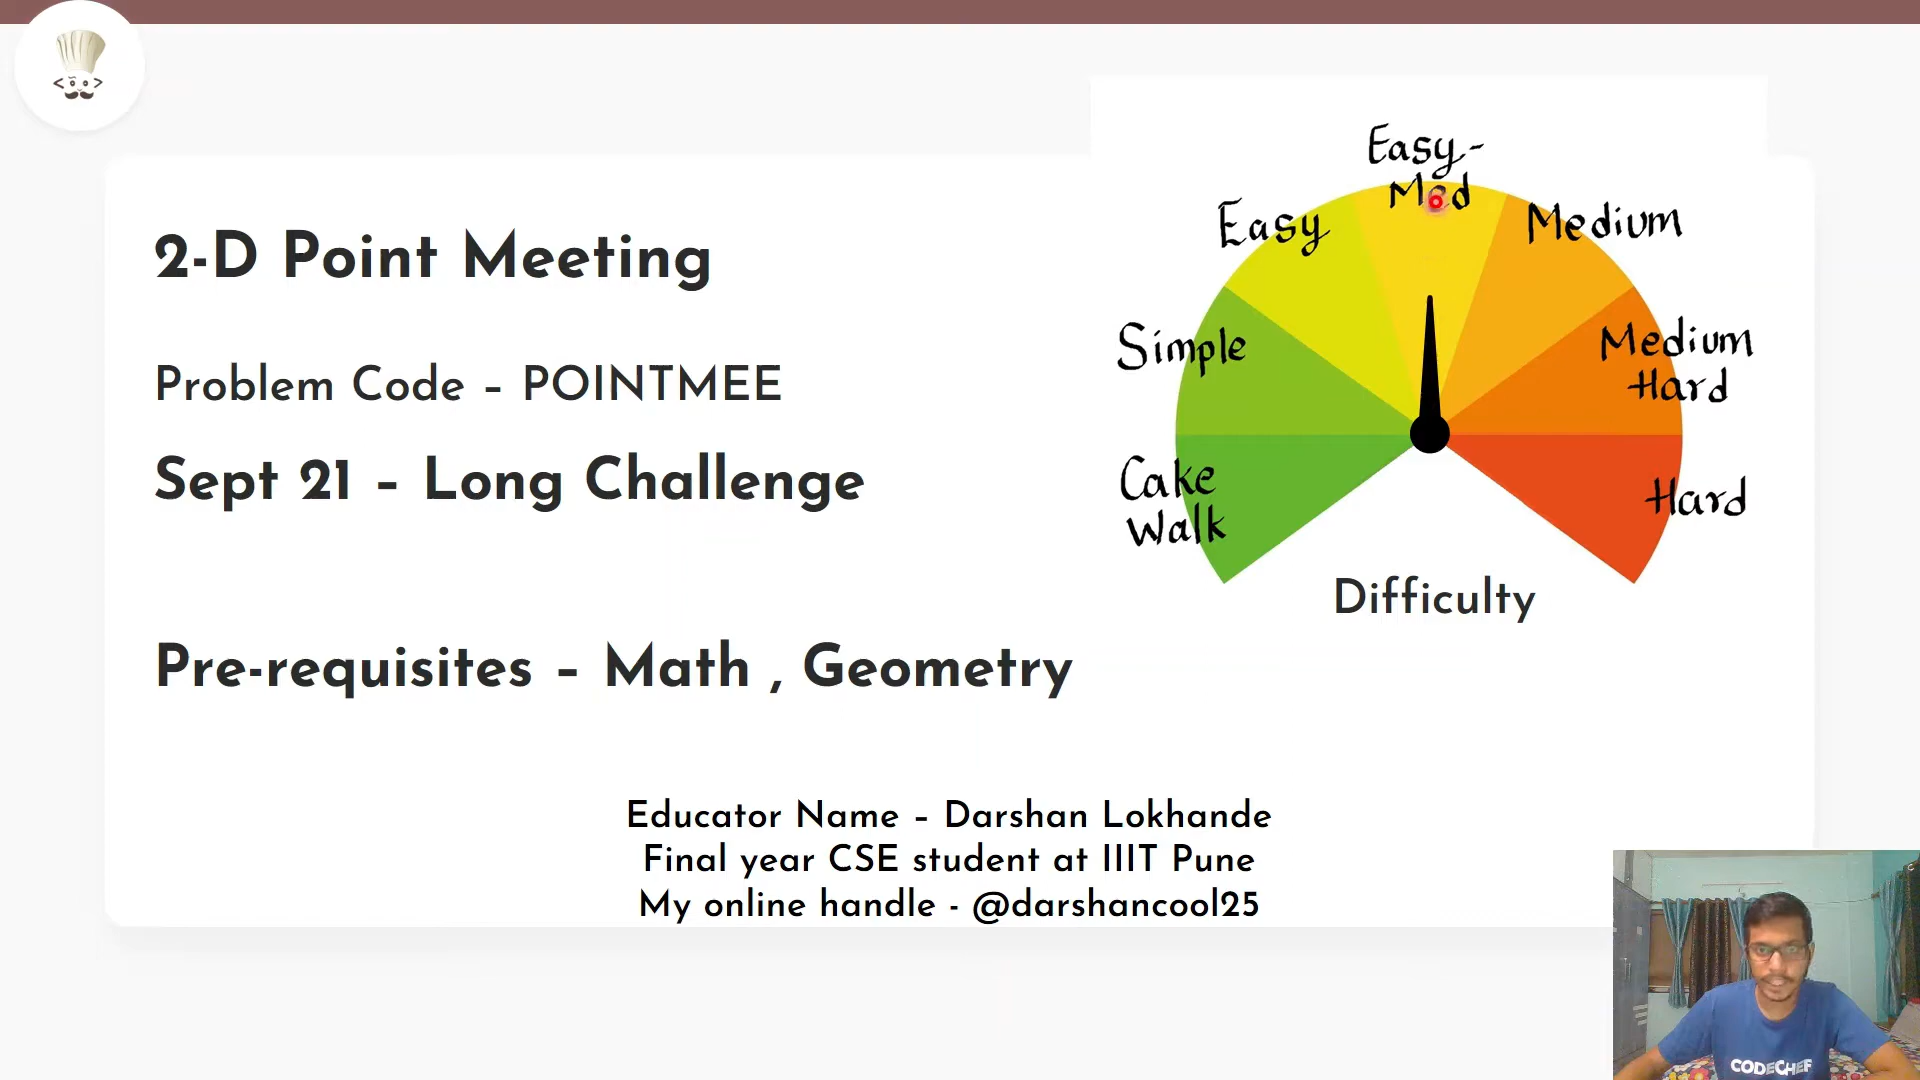 2-D Point Meeting
Problem Code – POINTMEE
Sept 21 – Long Challenge
Pre-requisites – Math , Geometry
Easy-
Med
Easy
Medium
Simple
Medium
Hard
Cake
Walk
Hard
Difficulty
Educator Name – Darshan Lokhande
Final year CSE student at IIIT Pune
My online handle - @darshancool25
CODECHEF